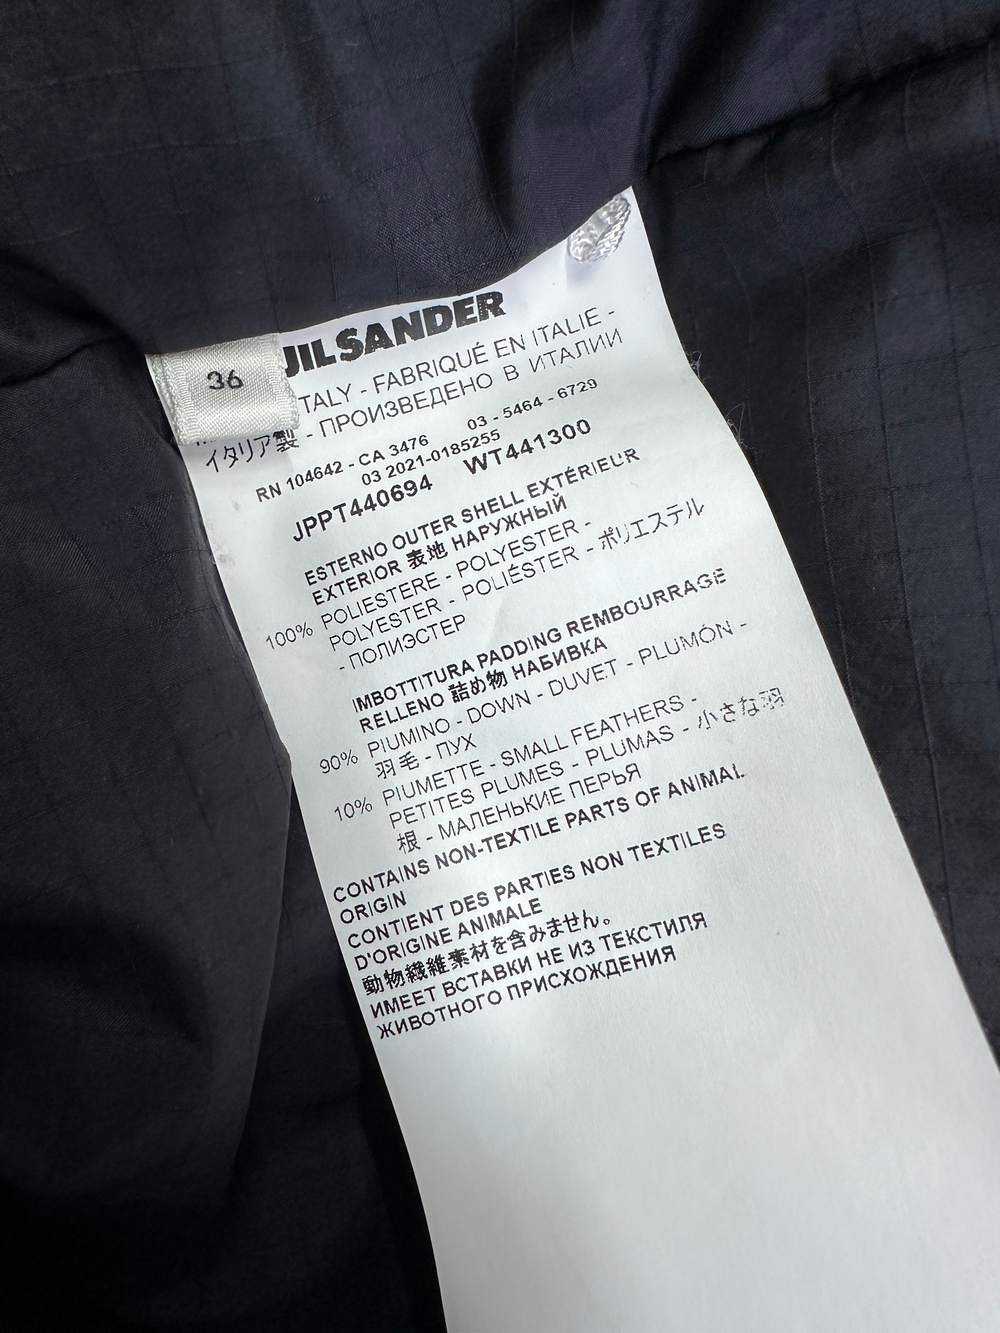 JIL SANDER
36
ITALY - FABRIQUÉ EN ITALIE -
- ПРОИЗВЕДЕНО В ИТАЛИИ
イタリア製
RN 104642 - CA 3476 03 - 5464 - 6729
03 2021-0185255
JPPT440694 WT441300
ESTERNO OUTER SHELL EXTÉRIEUR
EXTERIOR 表地 НАРУЖНЫЙ
100% POLIESTERE - POLYESTER -
POLYESTER - POLIÉSTER - ポリエステル
- ПОЛИЭСТЕР
IMBOTTITURA PADDING REMBOURRAGE
RELLENO 詰め物 НАБИВКА
90% PIUMINO - DOWN - DUVET - PLUMÓN -
羽毛 - ПУХ
10% PIUMETTE - SMALL FEATHERS -
PETITES PLUMES - PLUMAS - 小さな羽
根 - МАЛЕНЬКИЕ ПЕРЬЯ
CONTAINS NON-TEXTILE PARTS OF ANIMAL
ORIGIN
CONTIENT DES PARTIES NON TEXTILES
D'ORIGINE ANIMALE
動物繊維素材を含みません。
ИМЕЕТ ВСТАВКИ НЕ ИЗ ТЕКСТИЛЯ
ЖИВОТНОГО ПРИСХОЖДЕНИЯ